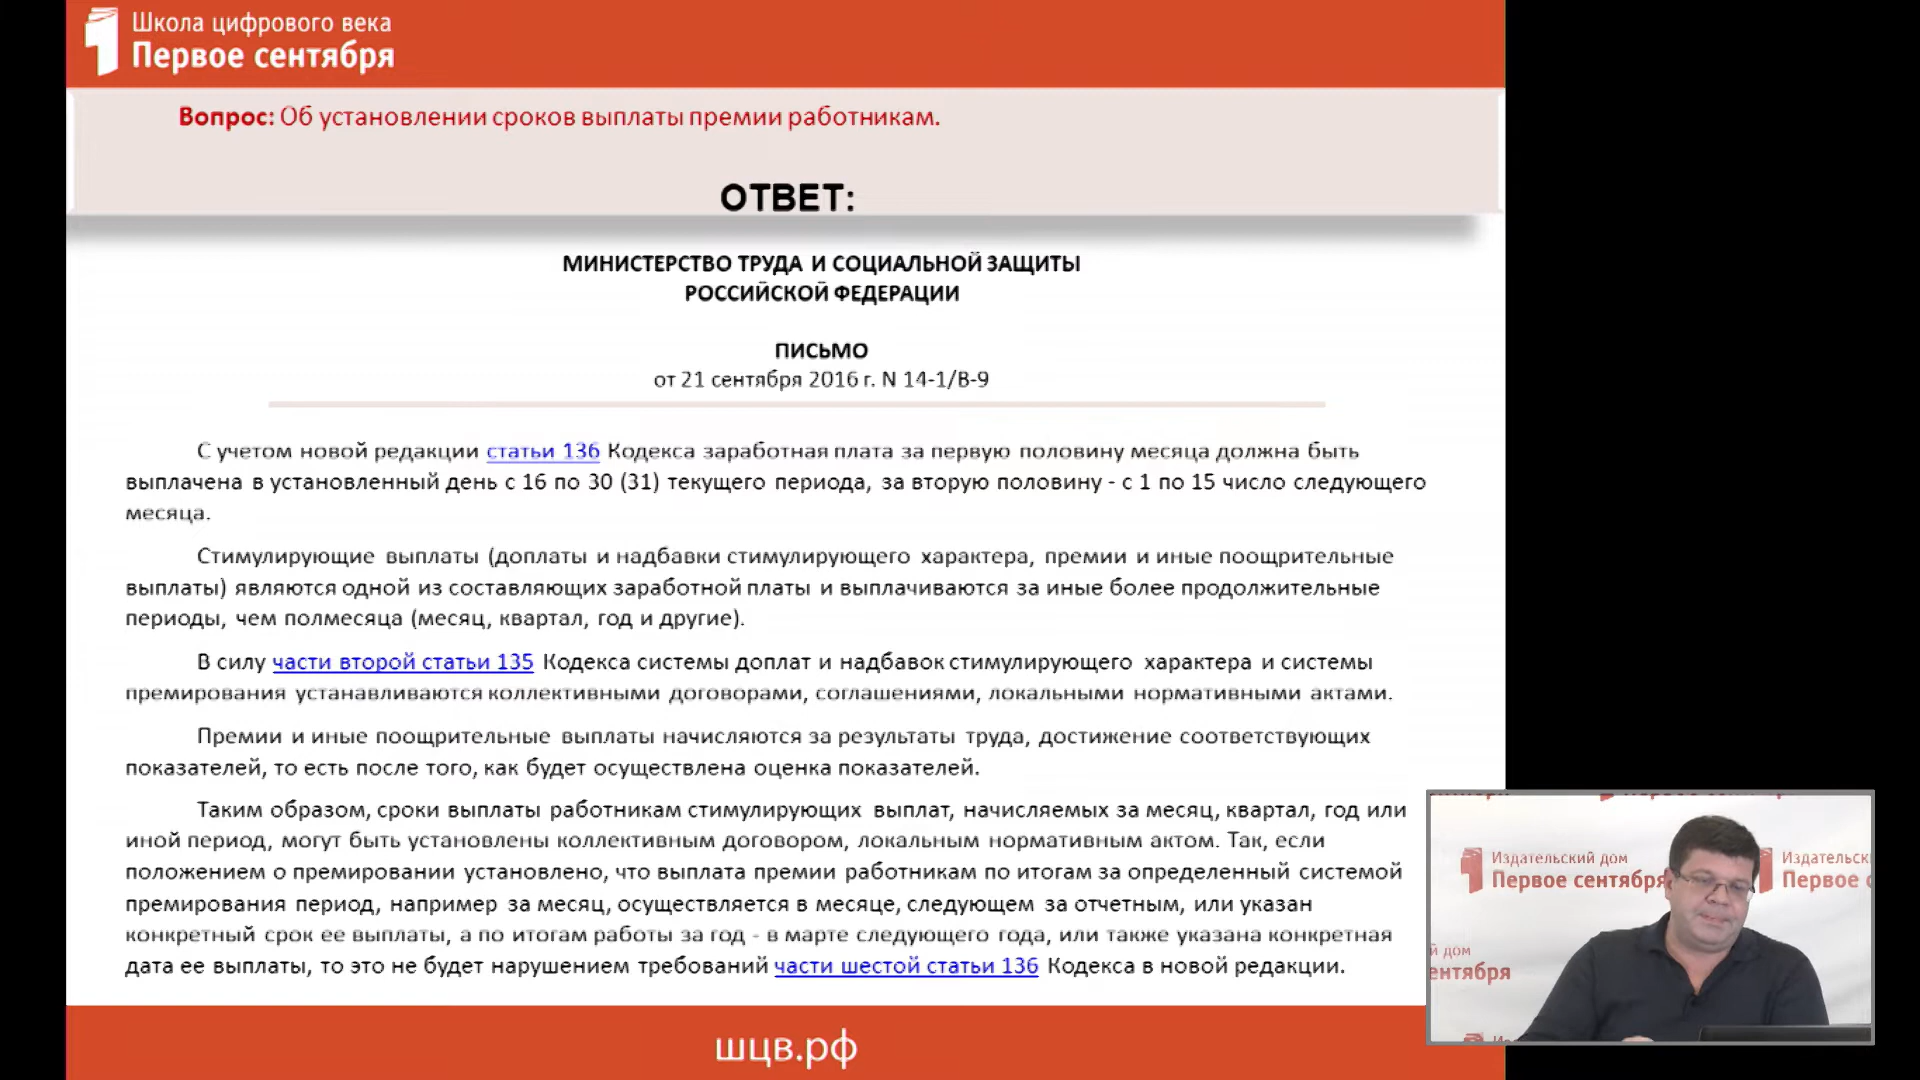 Школа цифрового века
Первое сентября
Вопрос: Об установлении сроков выплаты премии работникам.
ОТВЕТ:
МИНИСТЕРСТВО ТРУДА И СОЦИАЛЬНОЙ ЗАЩИТЫ
РОССИЙСКОЙ ФЕДЕРАЦИИ
ПИСЬМО
от 21 сентября 2016 г. N 14-1/В-9
С учетом новой редакции статьи 136 Кодекса заработная плата за первую половину месяца должна быть
выплачена в установленный день с 16 по 30 (31) текущего периода, за вторую половину - с 1 по 15 число следующего
месяца.
Стимулирующие выплаты (доплаты и надбавки стимулирующего характера, премии и иные поощрительные
выплаты) являются одной из составляющих заработной платы и выплачиваются за иные более продолжительные
периоды, чем полмесяца (месяц, квартал, год и другие).
В силу части второй статьи 135 Кодекса системы доплат и надбавок стимулирующего характера и системы
премирования устанавливаются коллективными договорами, соглашениями, локальными нормативными актами.
Премии и иные поощрительные выплаты начисляются за результаты труда, достижение соответствующих
показателей, то есть после того, как будет осуществлена оценка показателей.
Таким образом, сроки выплаты работникам стимулирующих выплат, начисляемых за месяц, квартал, год или
иной период, могут быть установлены коллективным договором, локальным нормативным актом. Так, если
положением о премировании установлено, что выплата премии работникам по итогам за определенный системой
премирования период, например за месяц, осуществляется в месяце, следующем за отчетным, или указан
конкретный срок ее выплаты, а по итогам работы за год - в марте следующего года, или также указана конкретная
дата ее выплаты, то это не будет нарушением требований части шестой статьи 136 Кодекса в новой редакции.
Издательский дом
Первое сентября
Издательск
Первое с
й дом
ентября
шцв.рф